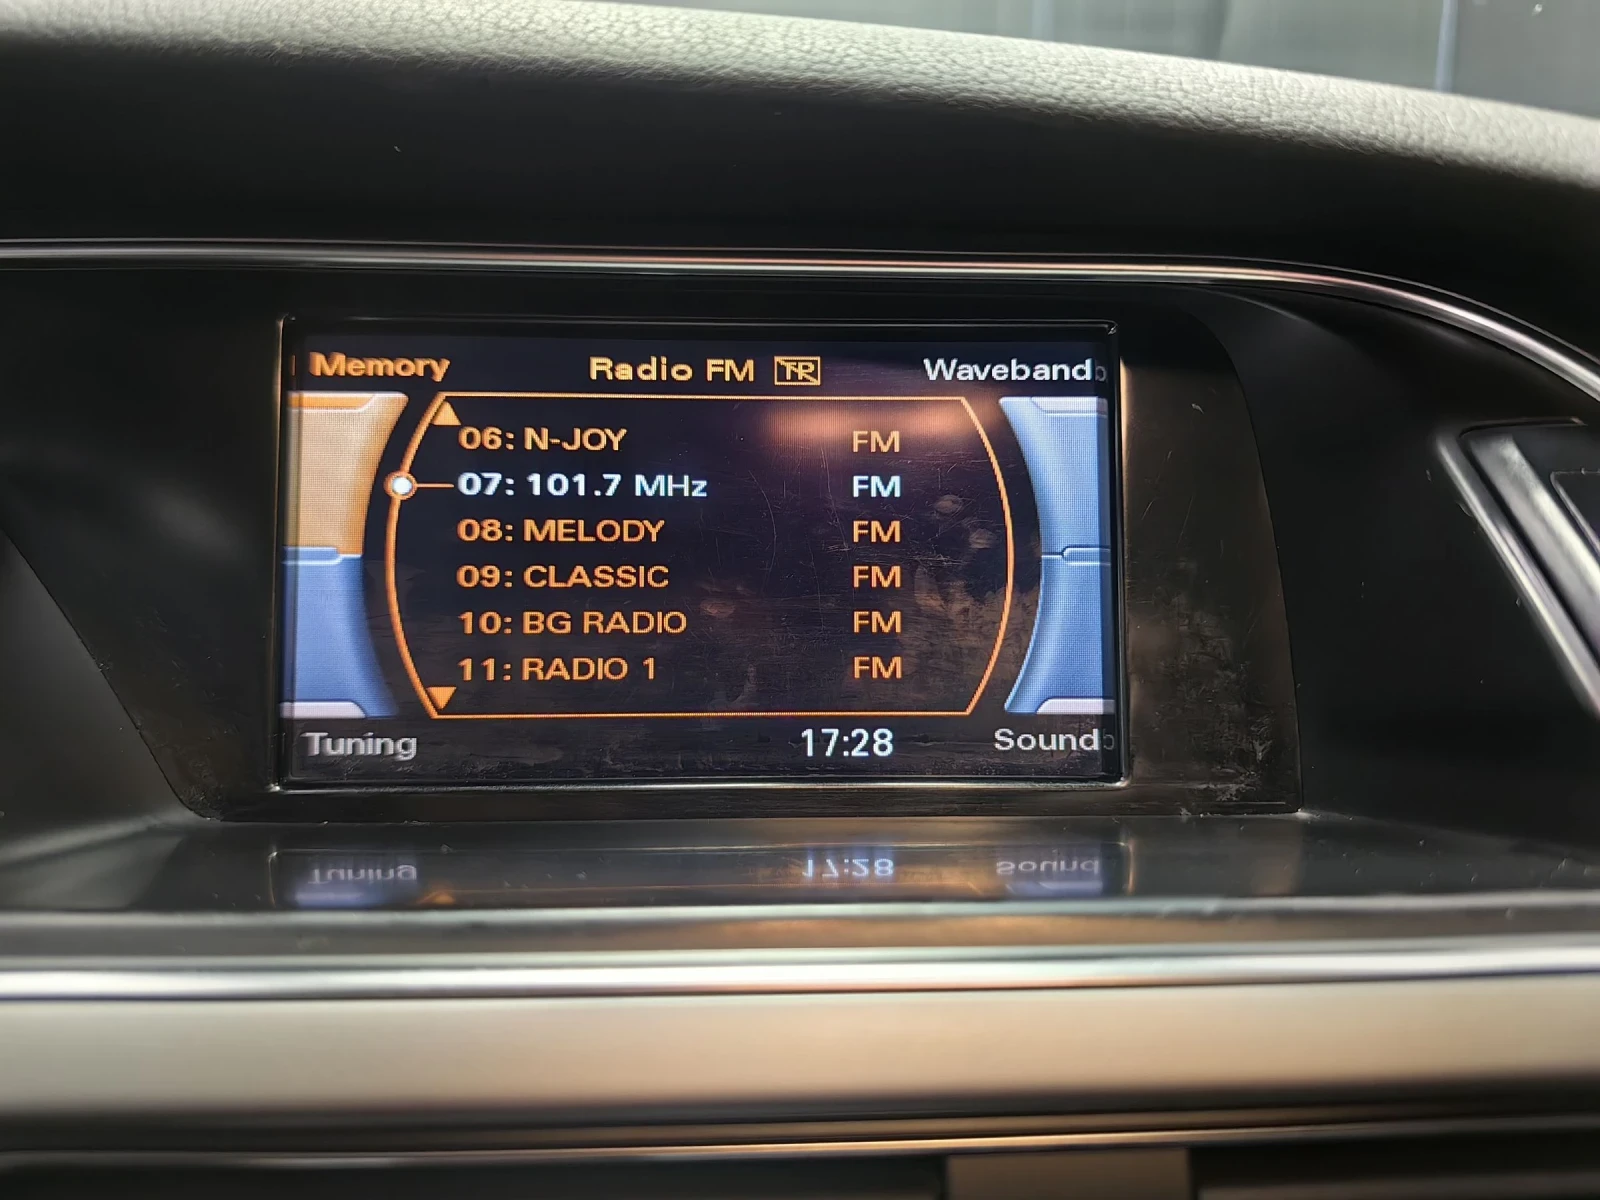 Memory Radio FM TP Waveband
06: N-JOY FM
07: 101.7 MHz FM
08: MELODY FM
09: CLASSIC FM
10: BG RADIO FM
11: RADIO 1 FM
Tuning 17:28 Sound